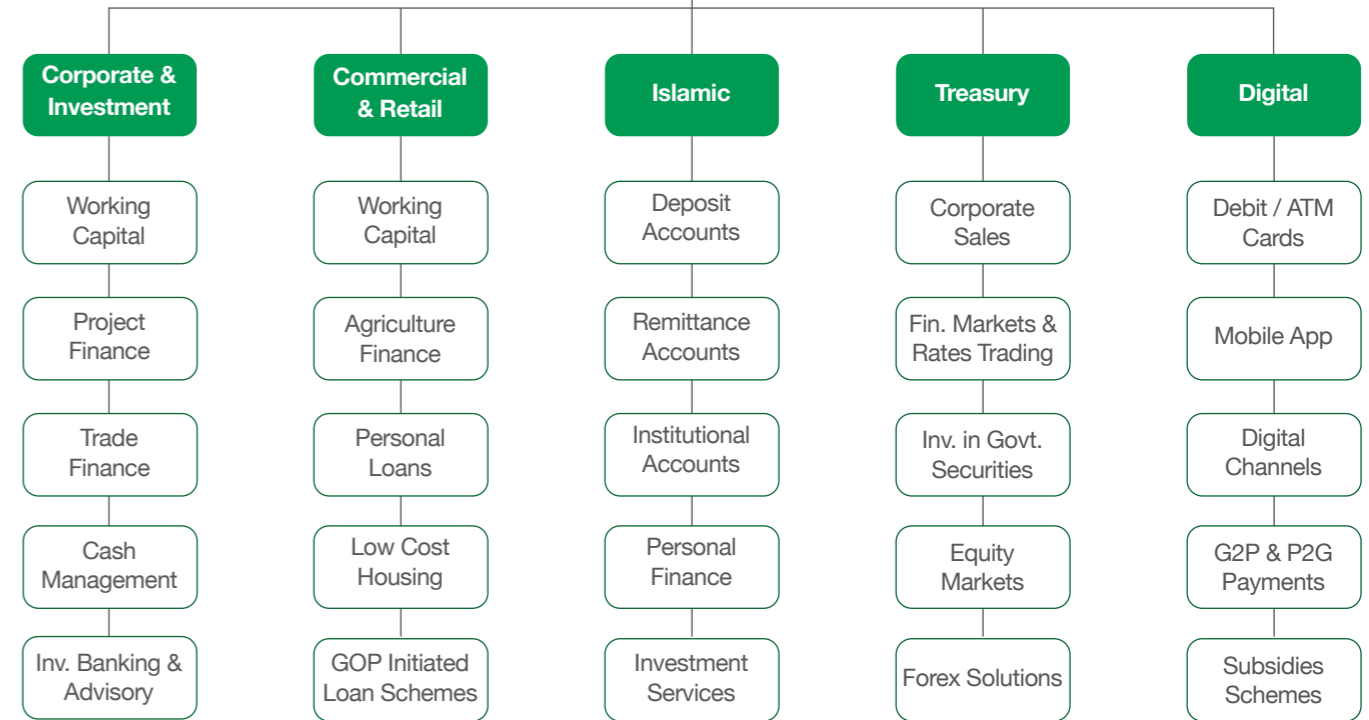 Corporate &
Investment
Commercial
& Retail
Islamic
Treasury
Digital
Working
Capital
Working
Capital
Deposit
Accounts
Corporate
Sales
Debit / ATM
Cards
Project
Finance
Agriculture
Finance
Remittance
Accounts
Fin. Markets &
Rates Trading
Mobile App
Trade
Finance
Personal
Loans
Institutional
Accounts
Inv. in Govt.
Securities
Digital
Channels
Cash
Management
Low Cost
Housing
Personal
Finance
Equity
Markets
G2P & P2G
Payments
Inv. Banking &
Advisory
GOP Initiated
Loan Schemes
Investment
Services
Forex Solutions
Subsidies
Schemes